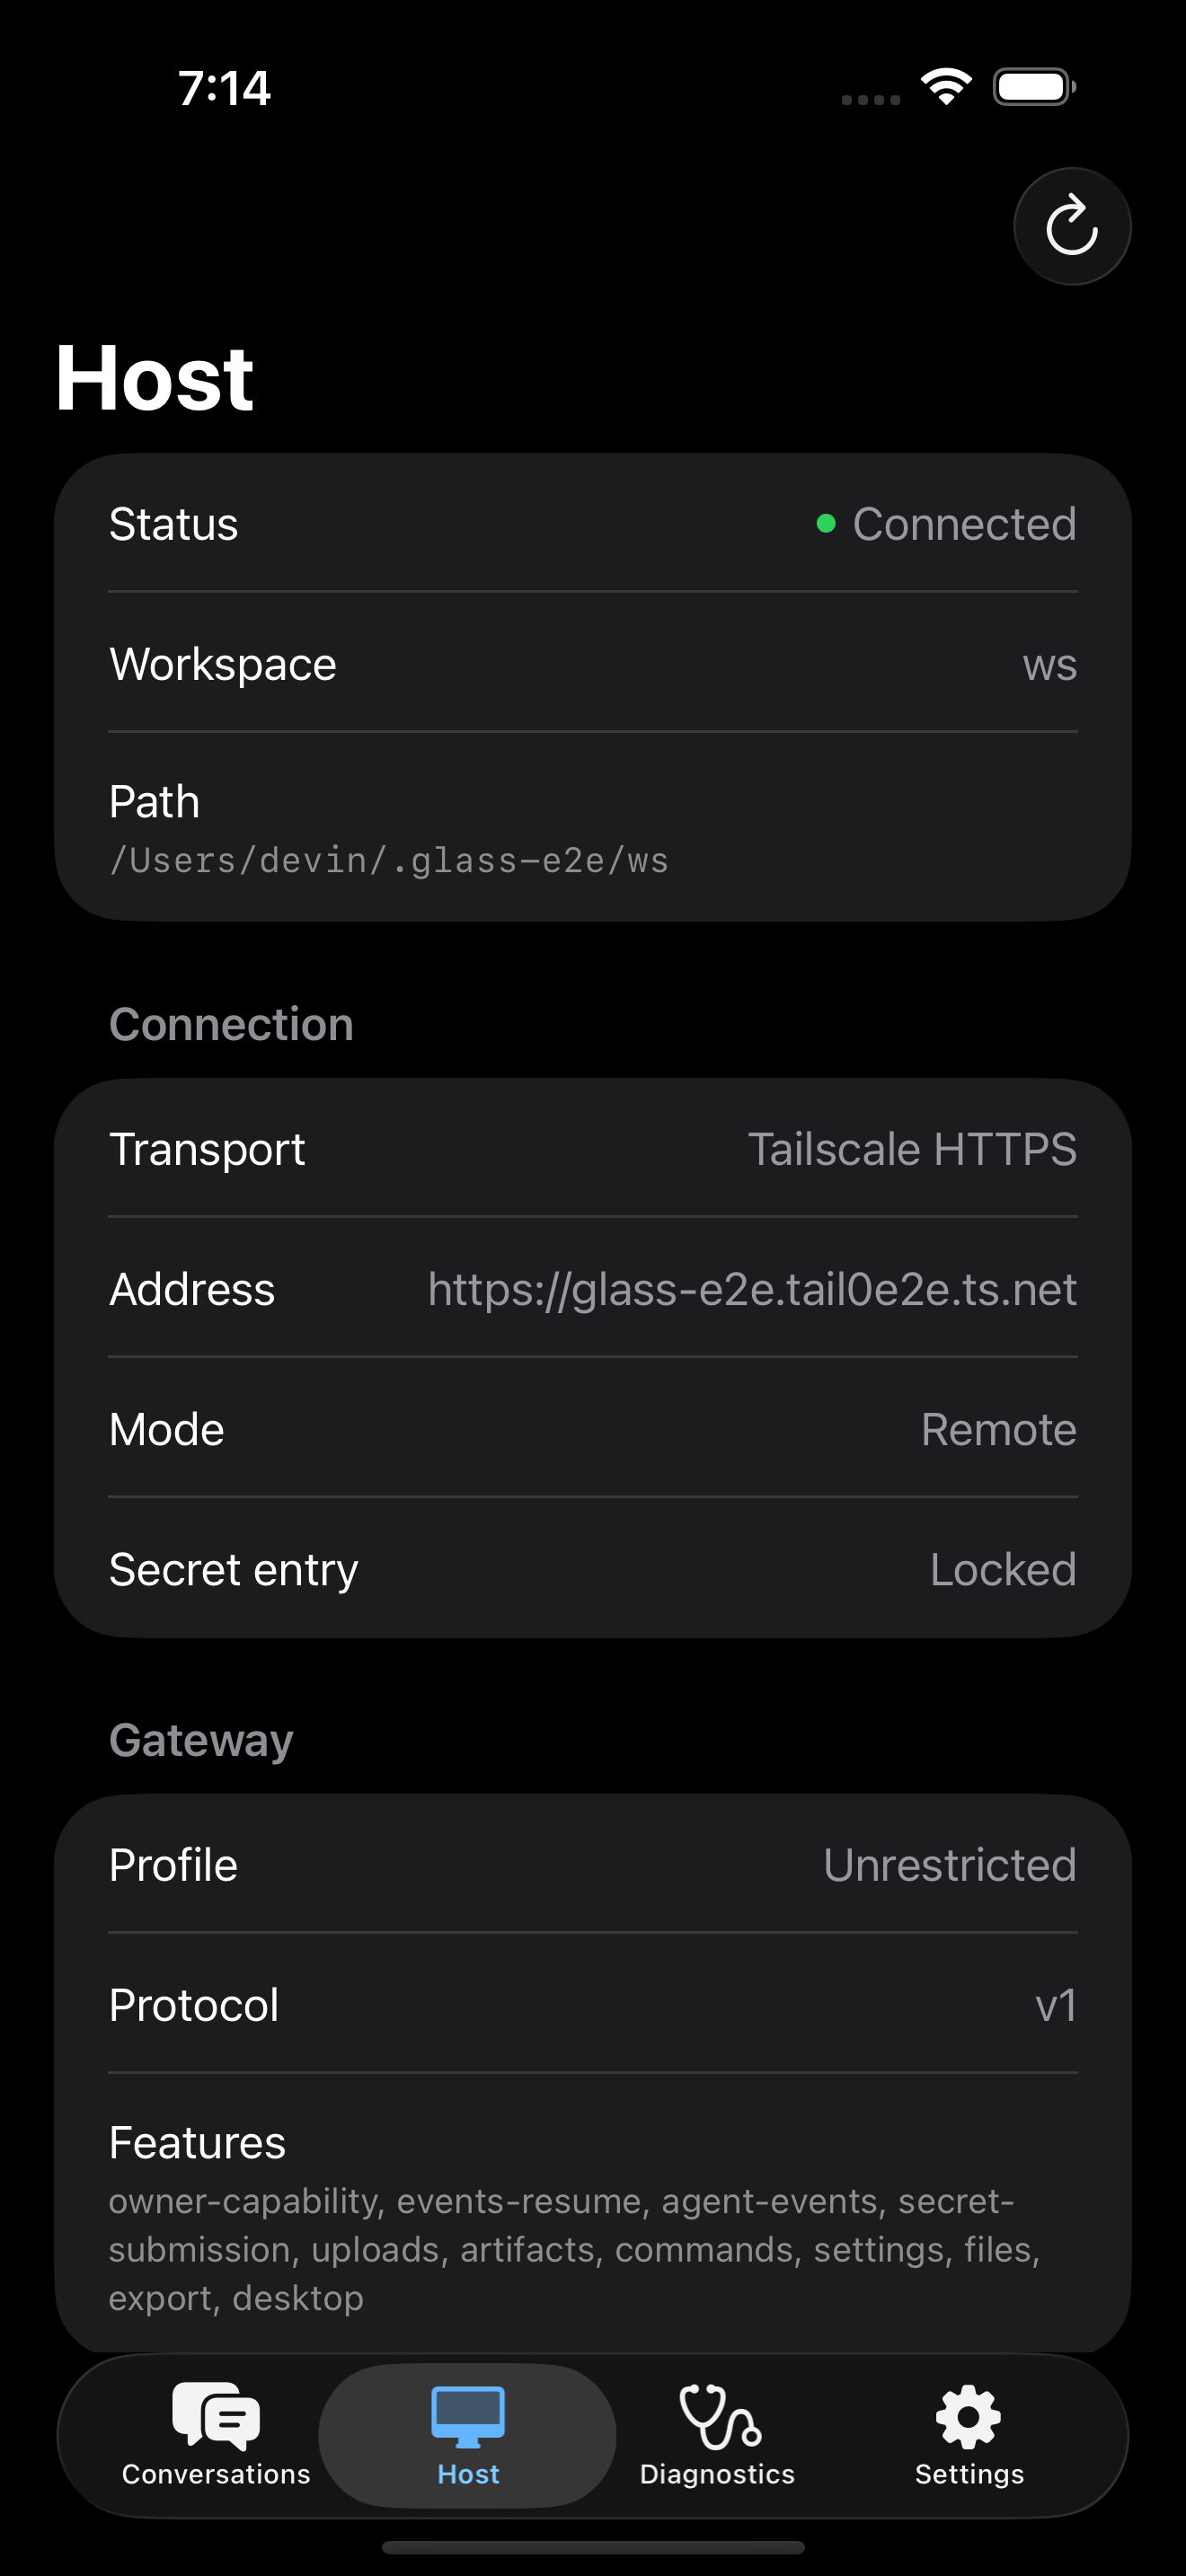 7:14
Host
Status Connected
Workspace ws
Path
/Users/devin/.glass-e2e/ws
Connection
Transport Tailscale HTTPS
Address https://glass-e2e.tail0e2e.ts.net
Mode Remote
Secret entry Locked
Gateway
Profile Unrestricted
Protocol v1
Features
owner-capability, events-resume, agent-events, secret-
submission, uploads, artifacts, commands, settings, files,
export, desktop
Conversations Host Diagnostics Settings